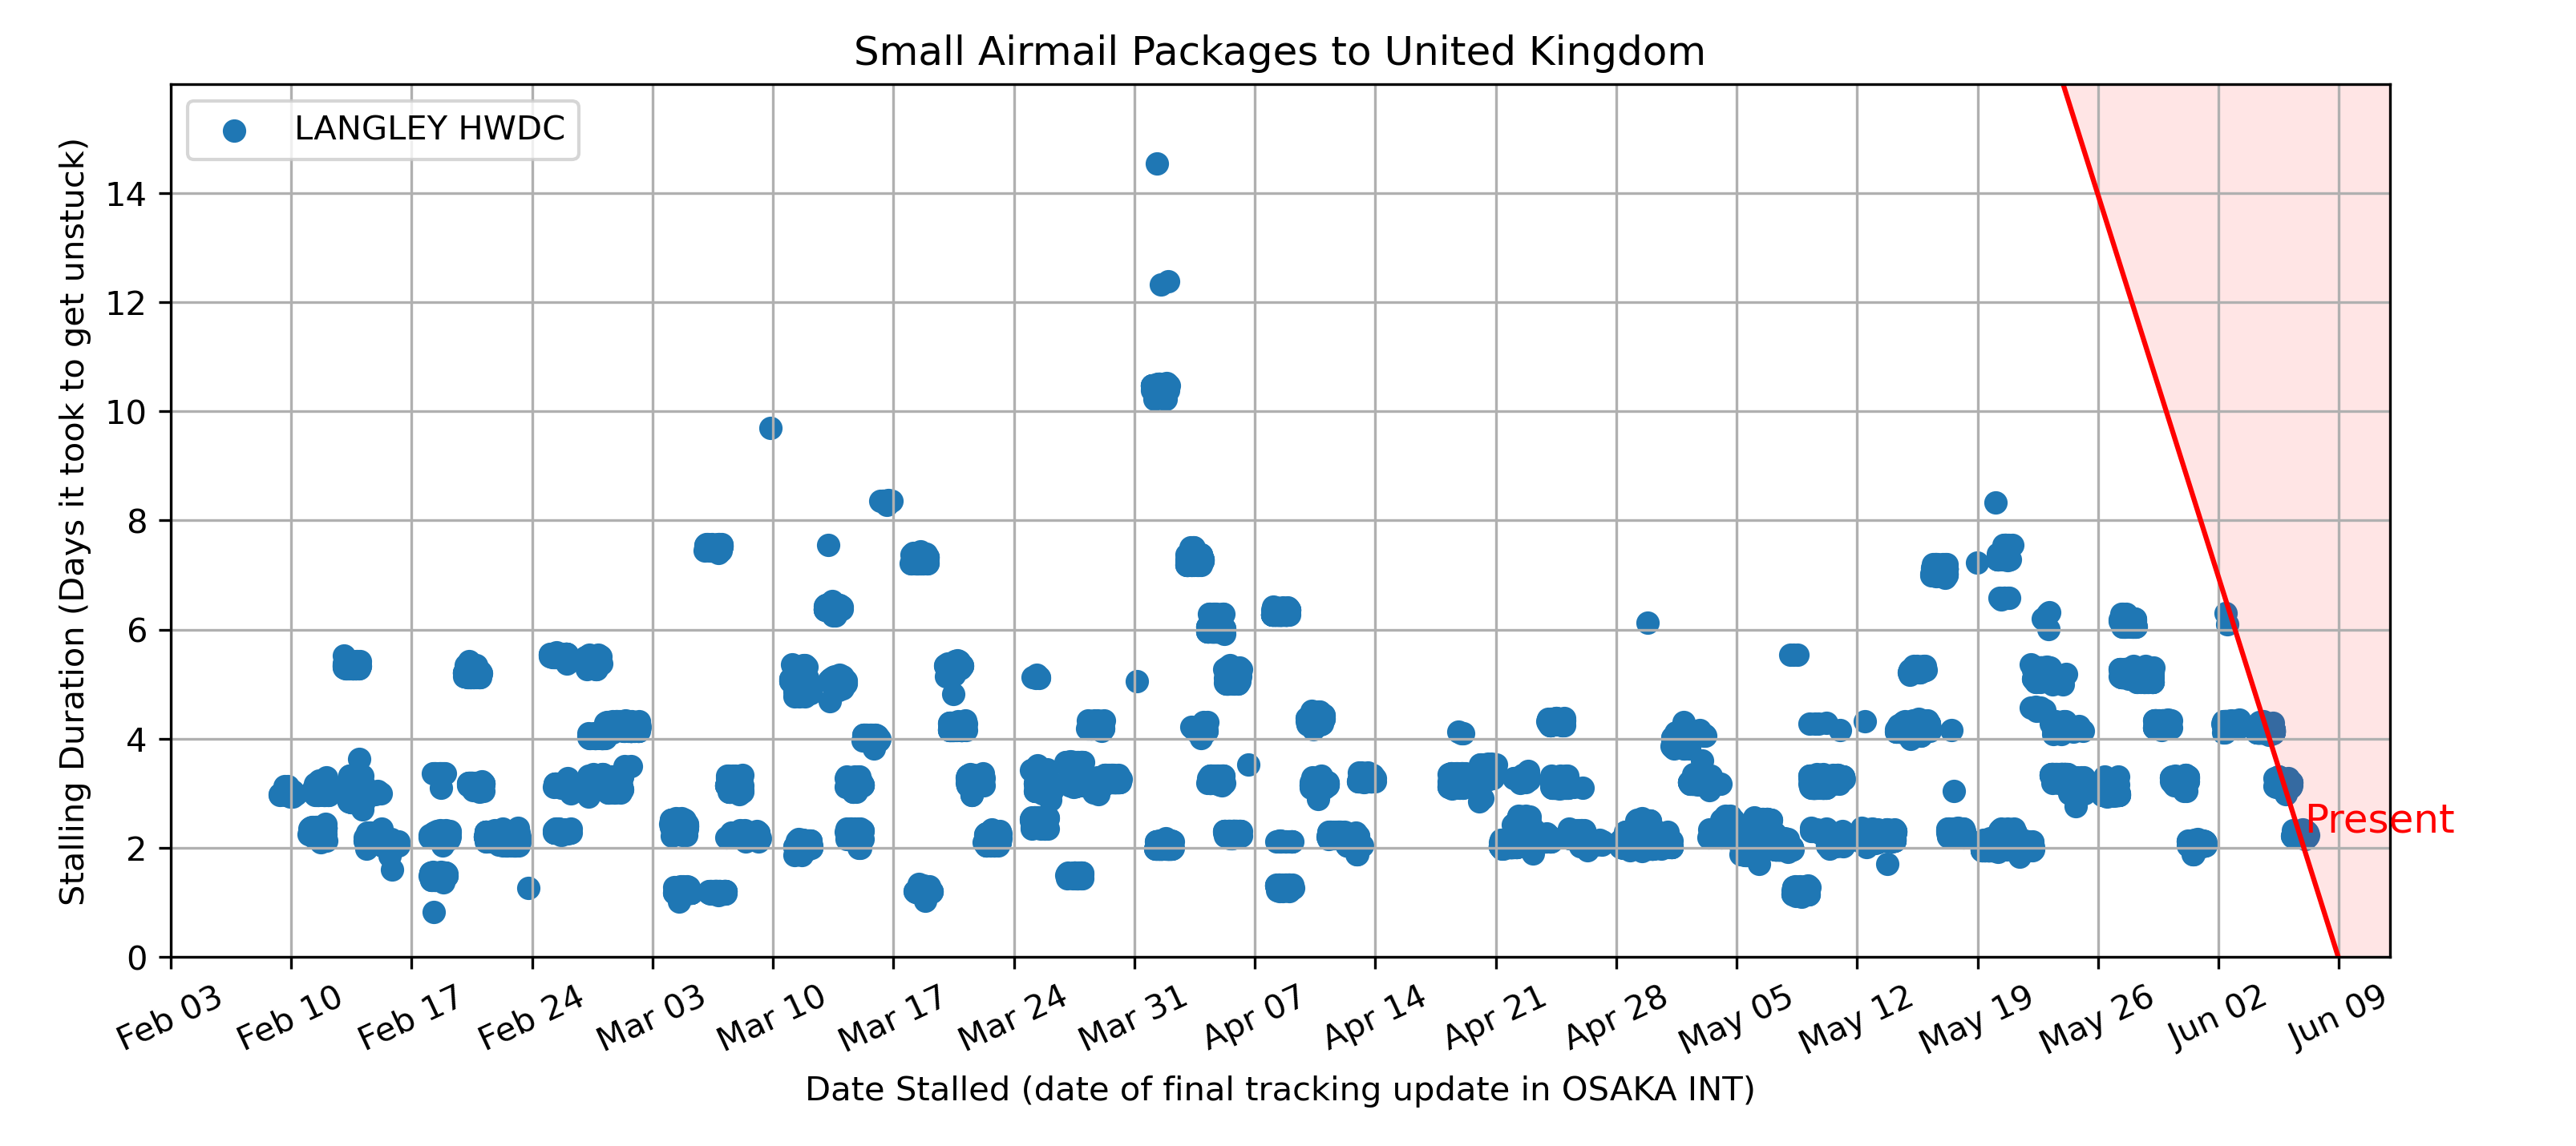 Small Airmail Packages to United Kingdom
LANGLEY HWDC
Stalling Duration (Days it took to get unstuck)
14
12
10
8
6
4
2
0
Present
Feb 03
Feb 10
Feb 17
Feb 24
Mar 03
Mar 10
Mar 17
Mar 24
Mar 31
Apr 07
Apr 14
Apr 21
Apr 28
May 05
May 12
May 19
May 26
Jun 02
Jun 09
Date Stalled (date of final tracking update in OSAKA INT)